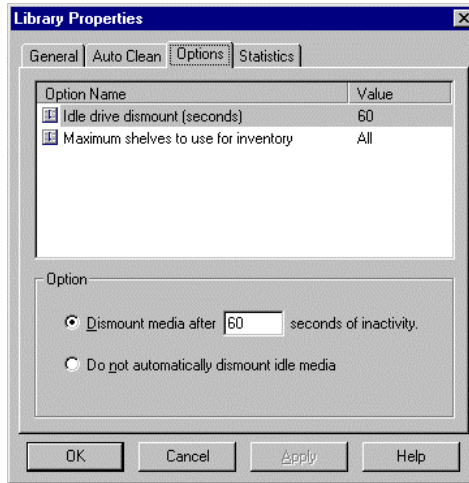 Library Properties
General Auto Clean Options Statistics
Option Name Value
Idle drive dismount (seconds) 60
Maximum shelves to use for inventory All
Option
Dismount media after 60 seconds of inactivity.
Do not automatically dismount idle media
OK Cancel Apply Help